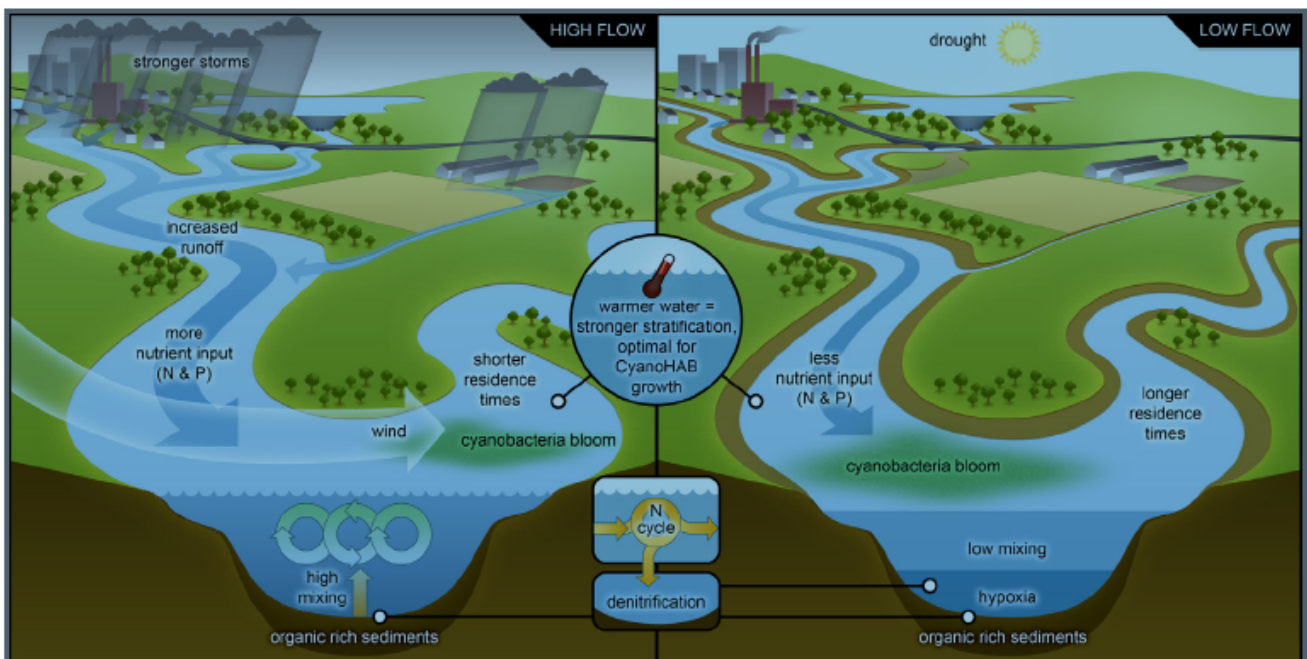 HIGH FLOW
stronger storms
increased
runoff
more
nutrient input
(N & P)
shorter
residence
times
wind
cyanobacteria bloom
high
mixing
organic rich sediments
warmer water =
stronger stratification,
optimal for
CyanoHAB
growth
N
cycle
denitrification
LOW FLOW
drought
less
nutrient input
(N & P)
longer
residence
times
cyanobacteria bloom
low mixing
hypoxia
organic rich sediments